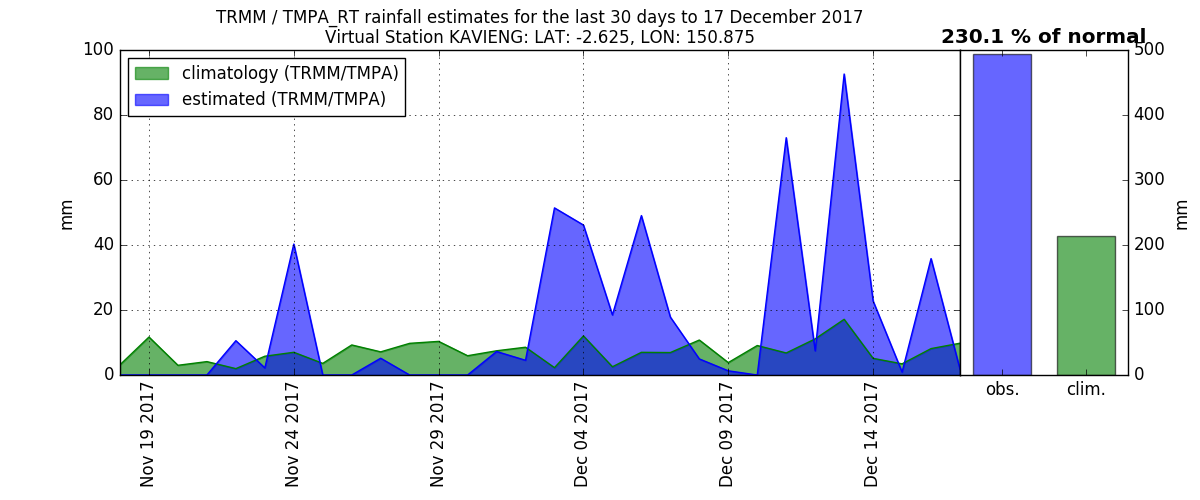 TRMM / TMPA_RT rainfall estimates for the last 30 days to 17 December 2017
Virtual Station KAVIENG: LAT: -2.625, LON: 150.875
230.1 % of normal
climatology (TRMM/TMPA)
estimated (TRMM/TMPA)
100
80
60
40
20
0
mm
500
400
300
200
100
0
mm
Nov 19 2017
Nov 24 2017
Nov 29 2017
Dec 04 2017
Dec 09 2017
Dec 14 2017
obs.
clim.